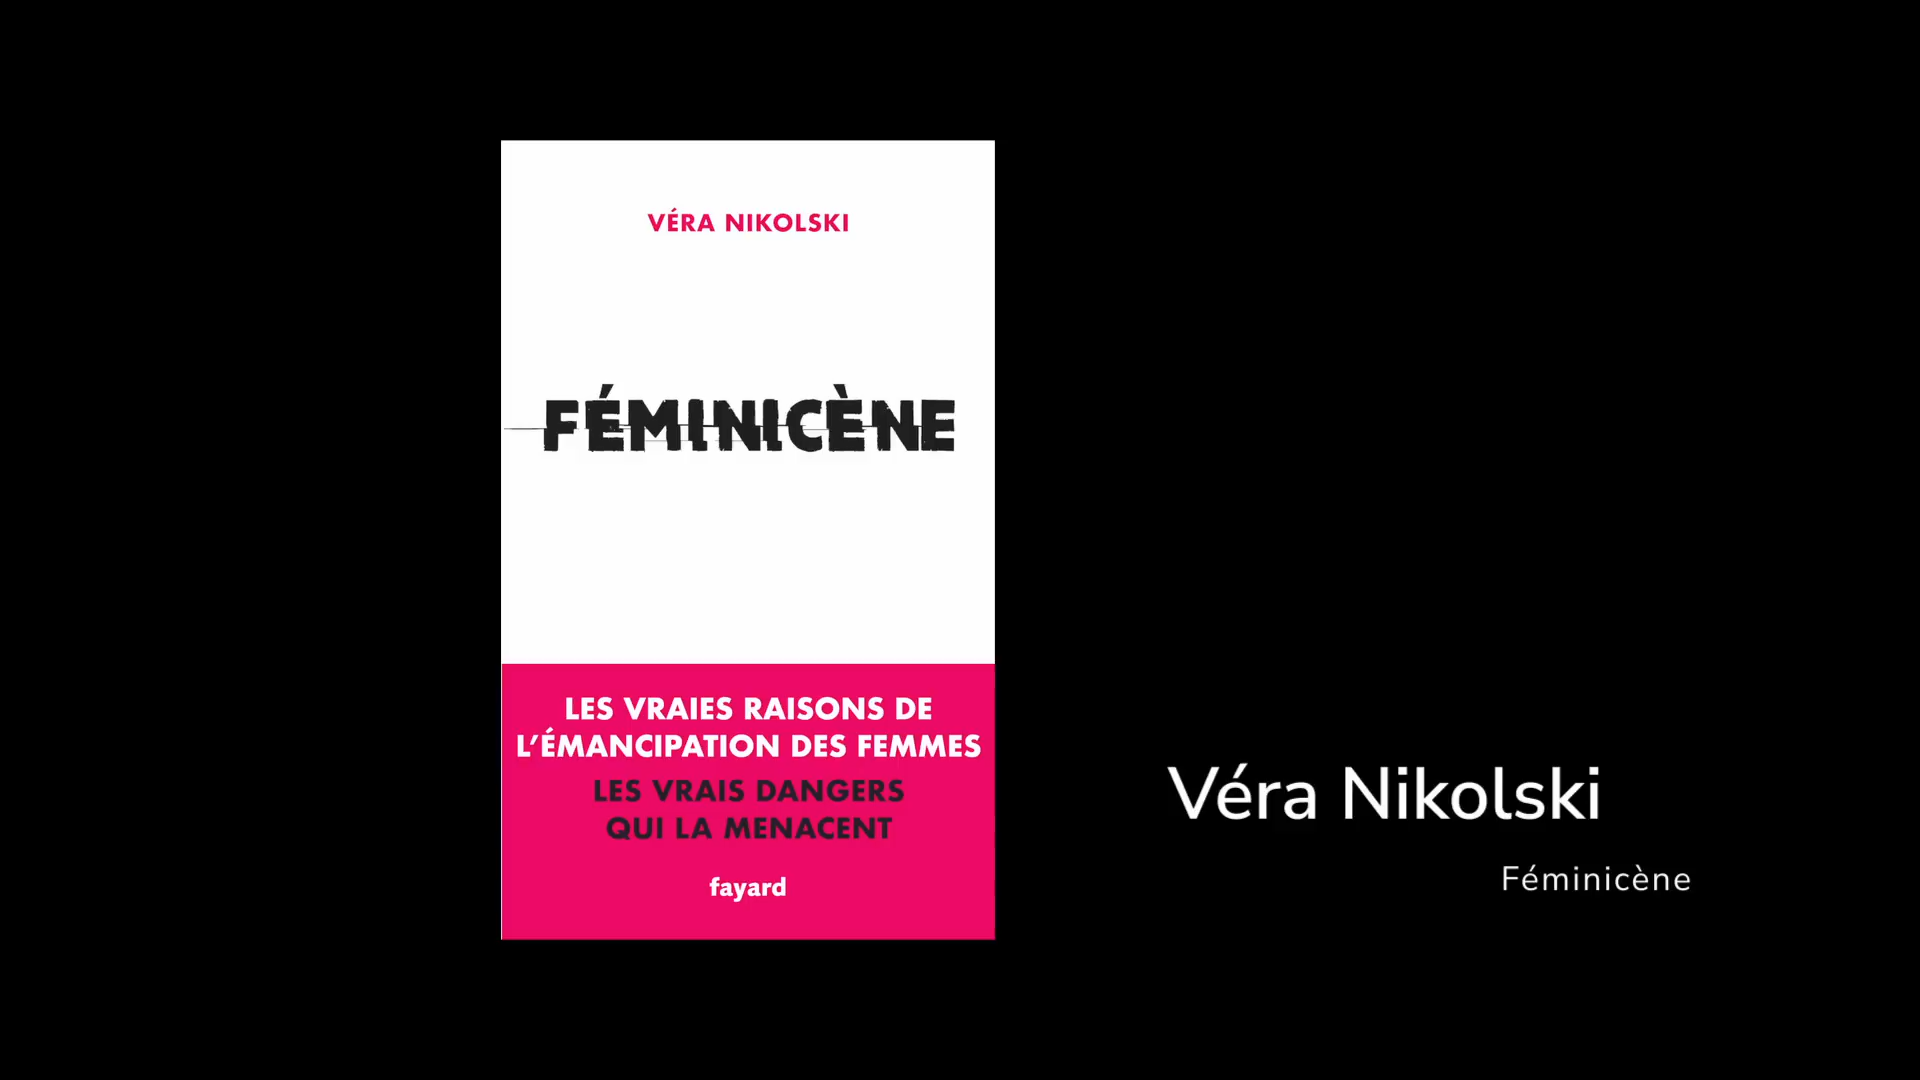 VÉRA NIKOLSKI
FÉMINICÈNE
LES VRAIES RAISONS DE
L’ÉMANCIPATION DES FEMMES
LES VRAIS DANGERS
QUI LA MENACENT
fayard
Véra Nikolski
Féminicène